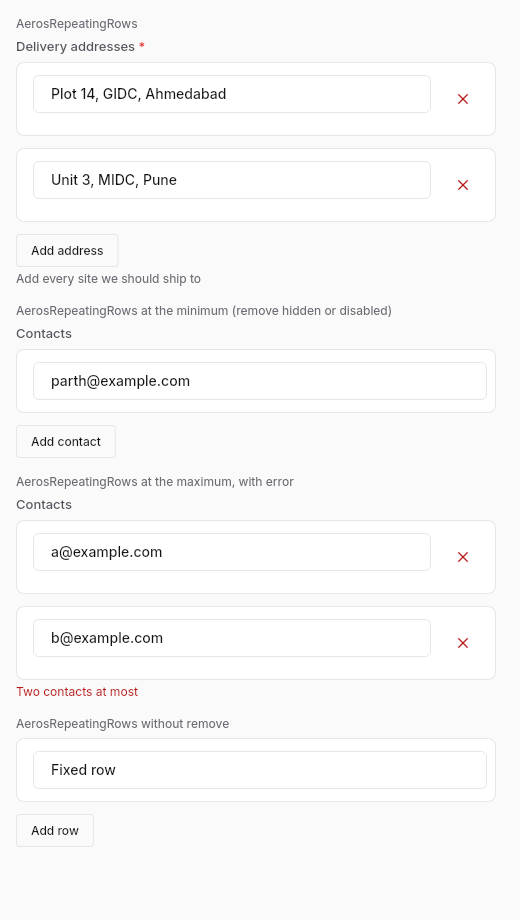 AerosRepeatingRows
Delivery addresses *
Plot 14, GIDC, Ahmedabad
Unit 3, MIDC, Pune
Add address
Add every site we should ship to
AerosRepeatingRows at the minimum (remove hidden or disabled)
Contacts
parth@example.com
Add contact
AerosRepeatingRows at the maximum, with error
Contacts
a@example.com
b@example.com
Two contacts at most
AerosRepeatingRows without remove
Fixed row
Add row